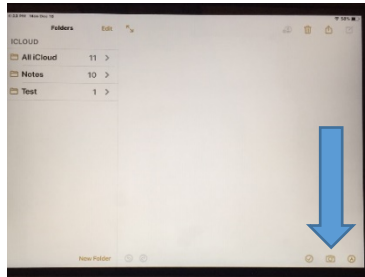 Folders Edit
ICLOUD
All iCloud 11 >
Notes 10 >
Test 1 >
New Folder